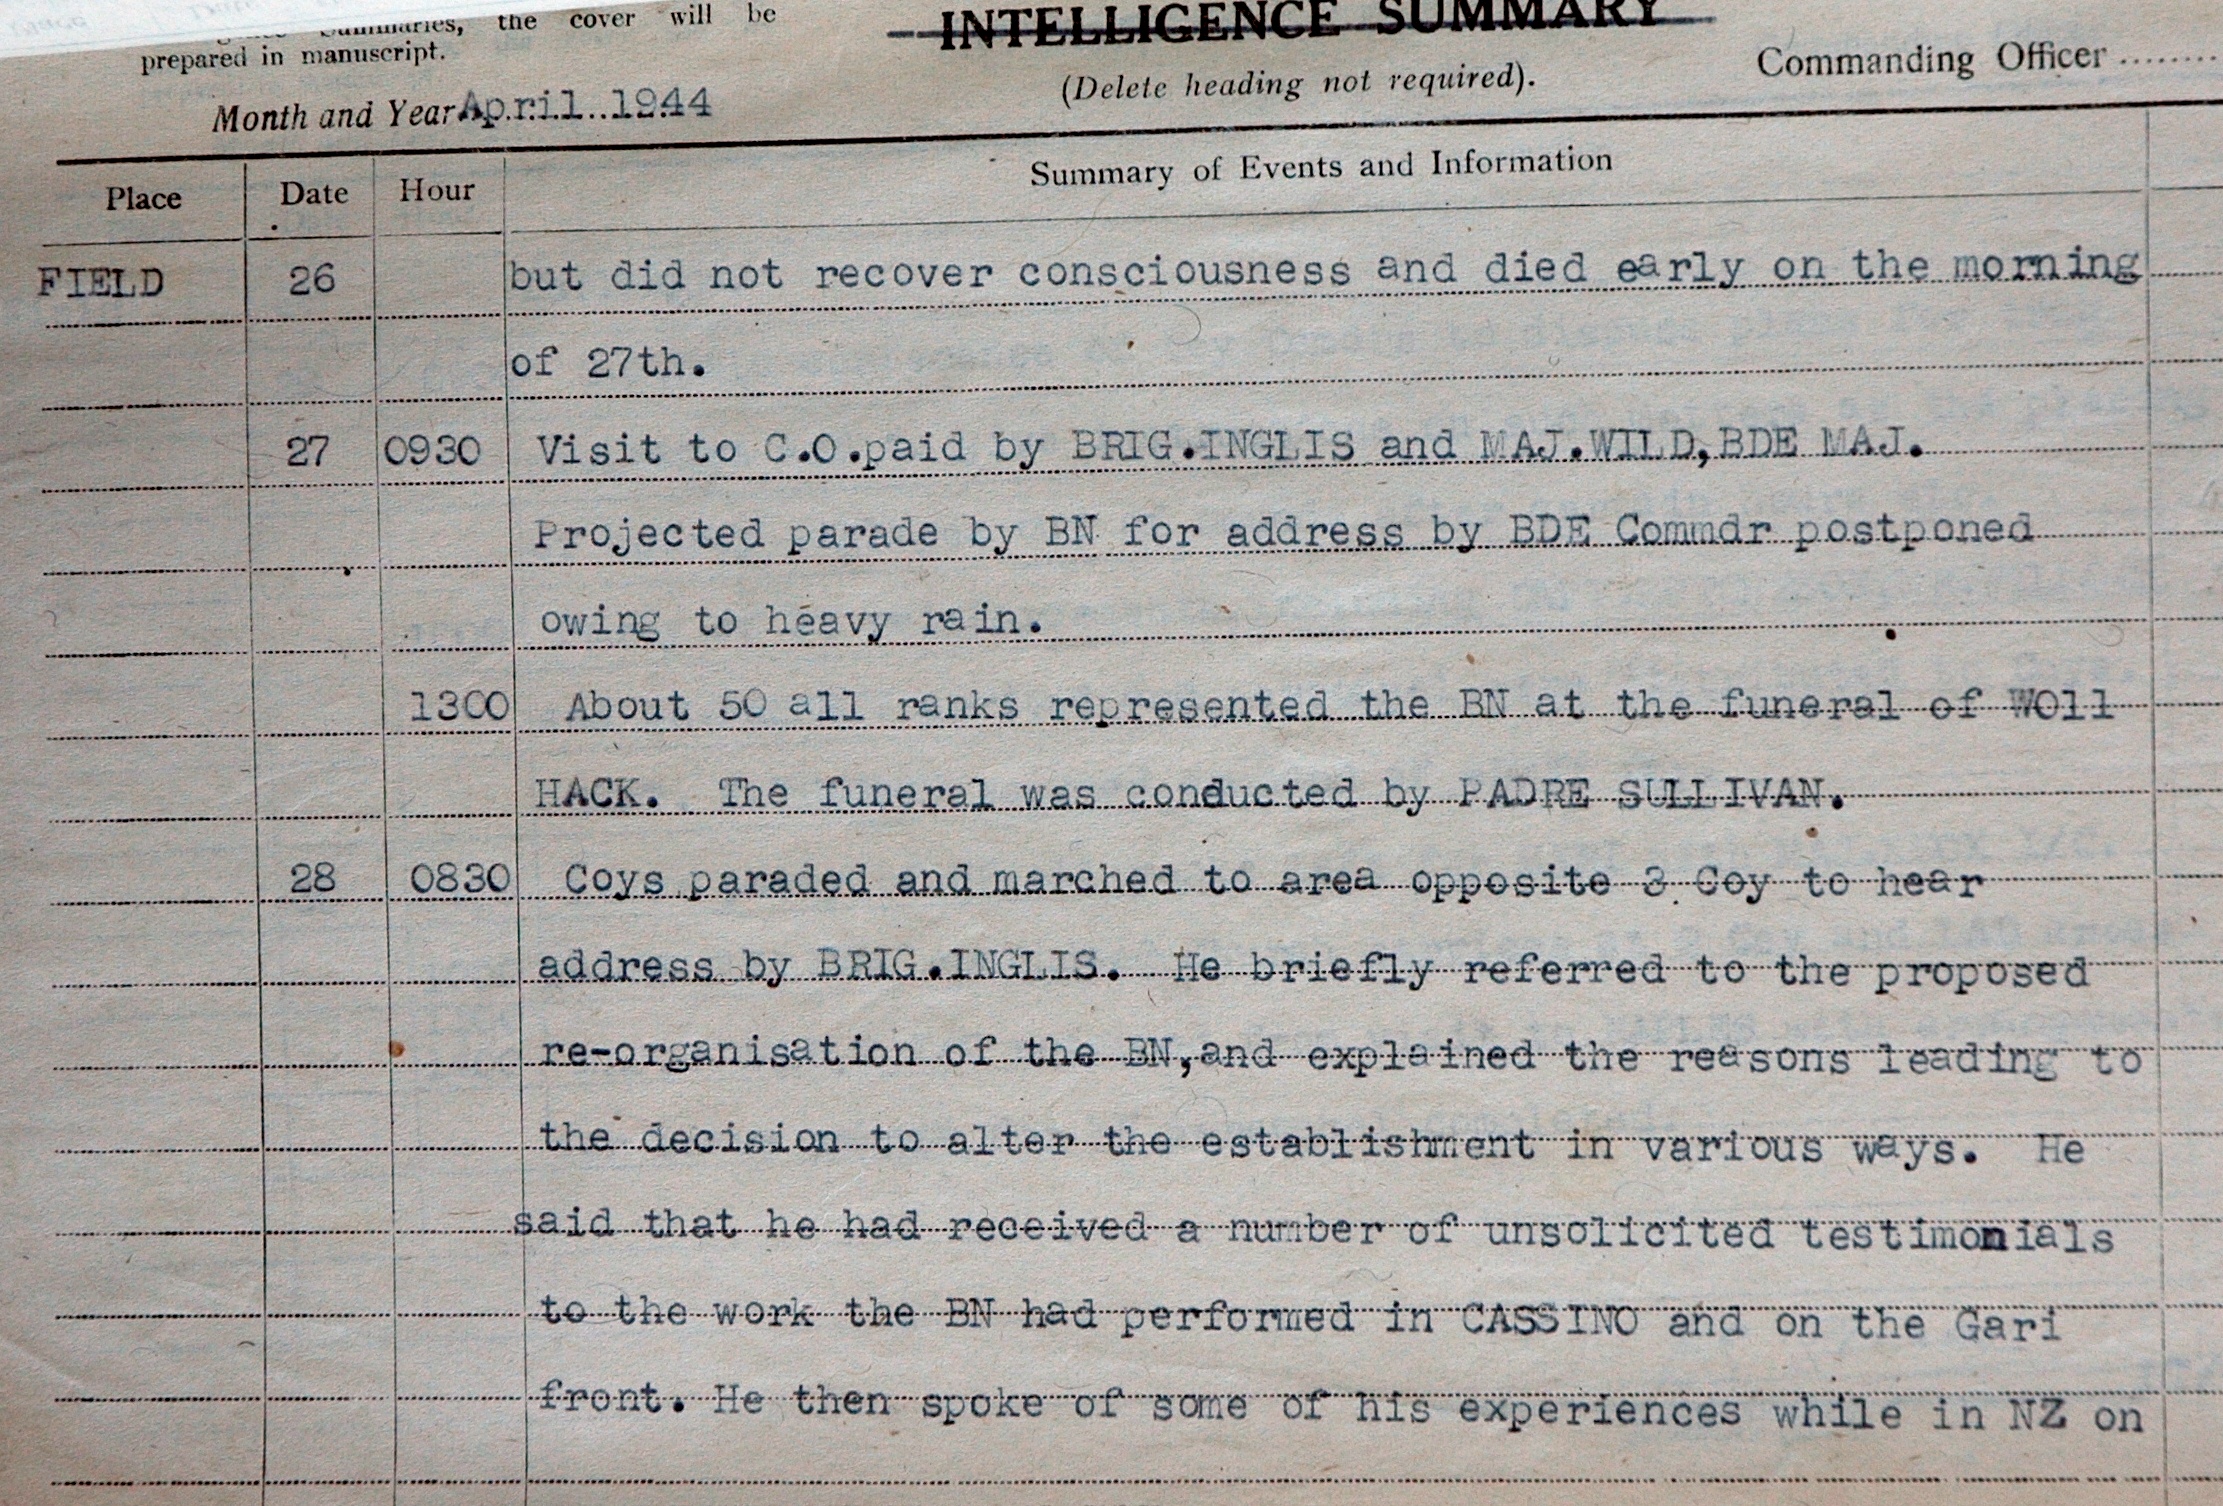 Summaries, the cover will be
prepared in manuscript.
INTELLIGENCE SUMMARY
(Delete heading not required).
Commanding Officer ........
Month and Year April..1944
Place Date Hour Summary of Events and Information
FIELD 26 but did not recover consciousness and died early on the morning
of 27th.
27 0930 Visit to C.O.paid by BRIG.INGLIS and MAJ.WILD,BDE MAJ.
Projected parade by BN for address by BDE Commdr postponed
owing to heavy rain.
1300 About 50 all ranks represented the BN at the funeral of WO11
HACK. The funeral was conducted by PADRE SULLIVAN.
28 0830 Coys paraded and marched to area opposite 3 Coy to hear
address by BRIG.INGLIS. He briefly referred to the proposed
re-organisation of the BN,and explained the reasons leading to
the decision to alter the establishment in various ways. He
said that he had received a number of unsolicited testimonials
to the work the BN had performed in CASSINO and on the Gari
front. He then spoke of some of his experiences while in NZ on